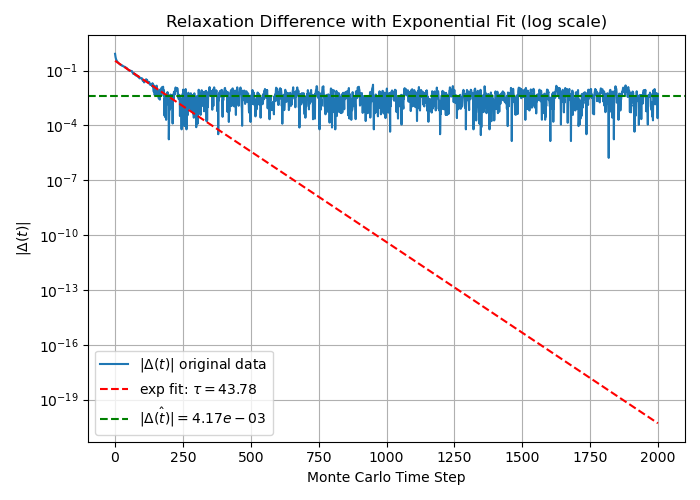 Relaxation Difference with Exponential Fit (log scale)
|Δ(t)|
10⁻¹
10⁻⁴
10⁻⁷
10⁻¹⁰
10⁻¹³
10⁻¹⁶
10⁻¹⁹
|Δ(t)| original data
exp fit: τ = 43.78
|Δ(t̂)| = 4.17e − 03
0 250 500 750 1000 1250 1500 1750 2000
Monte Carlo Time Step